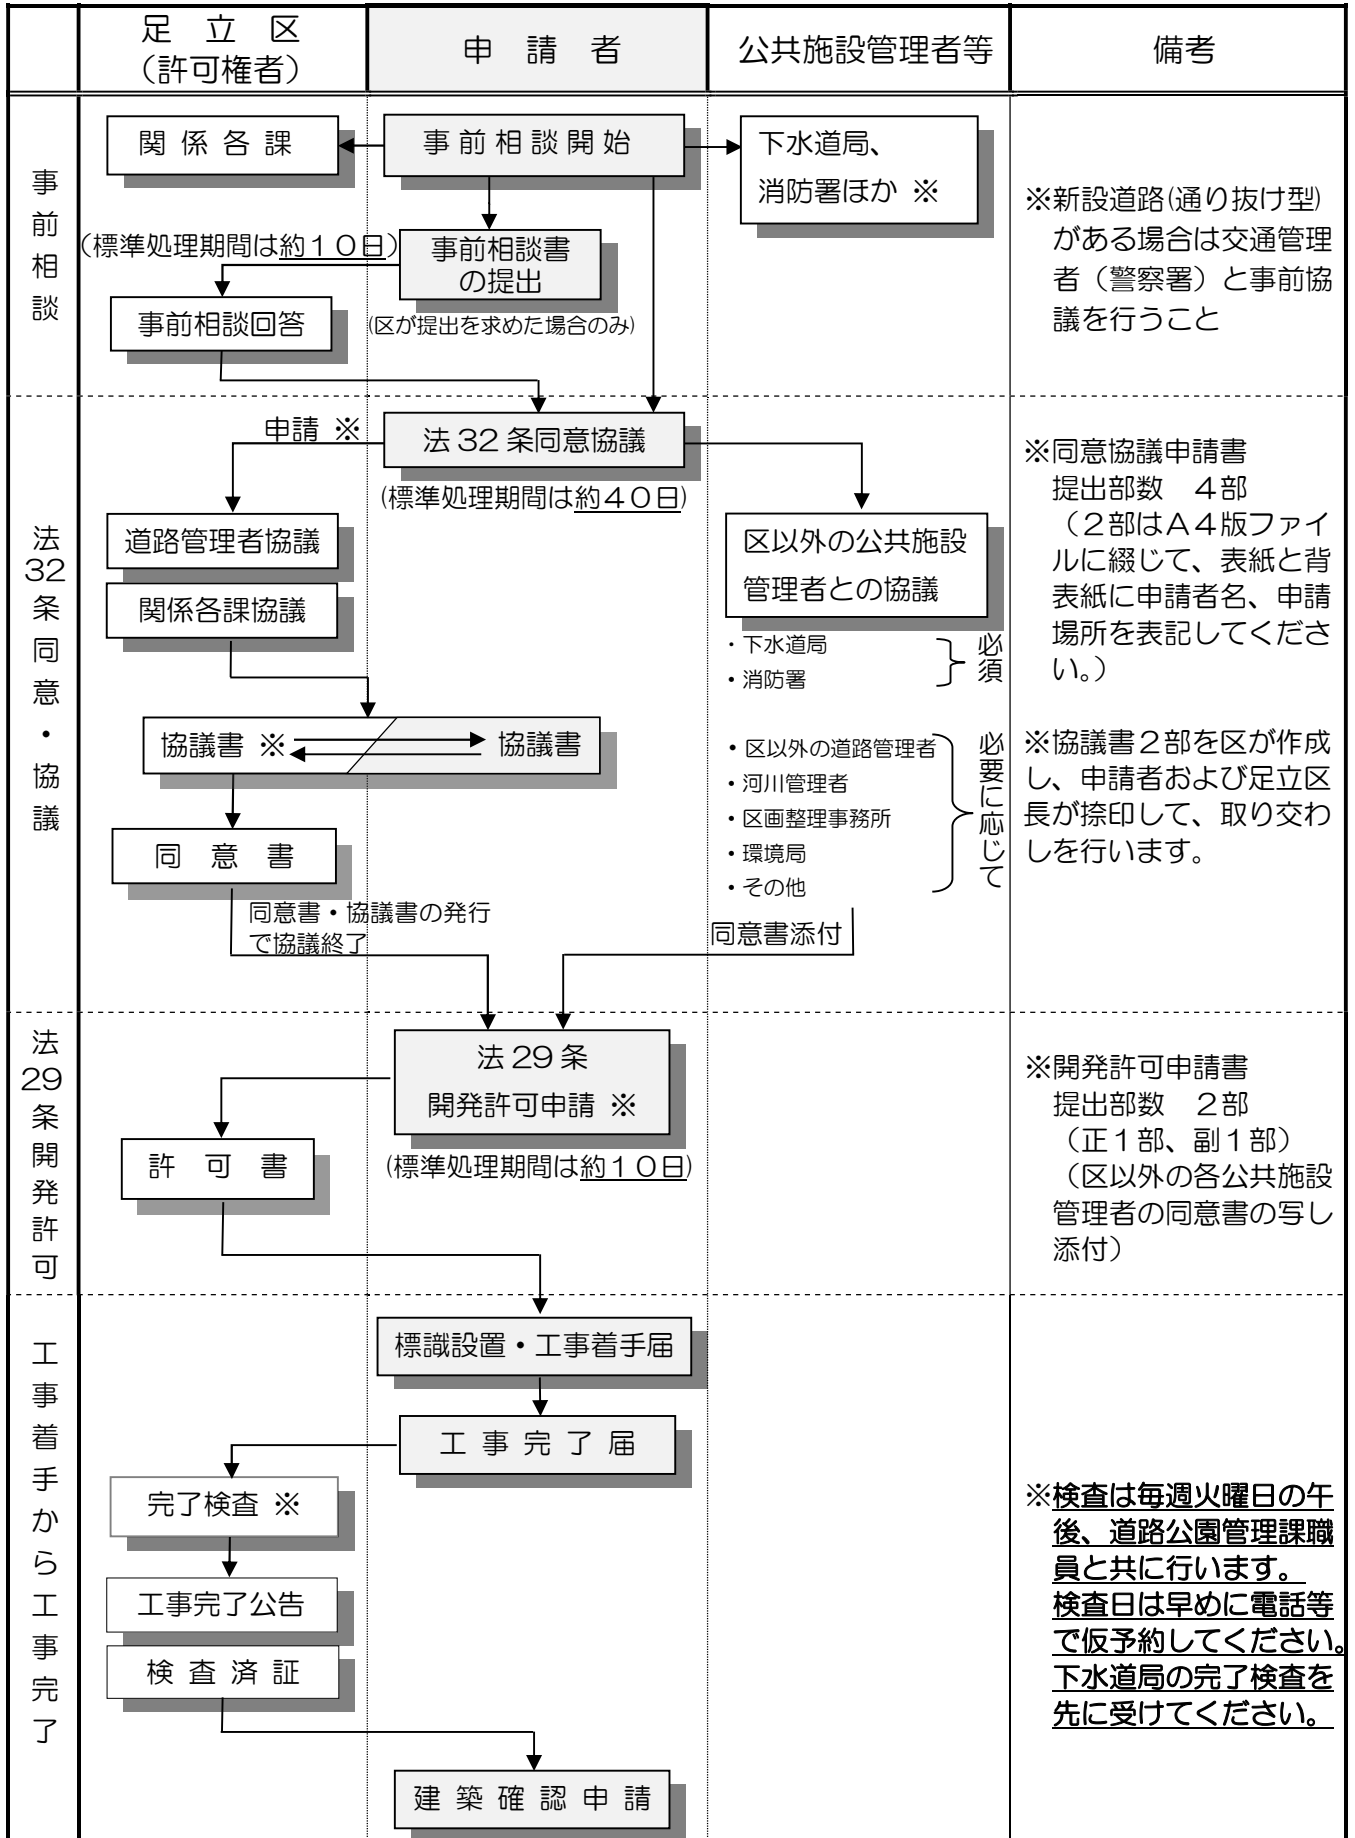 足 立 区
（許可権者）
申 請 者
公共施設管理者等
備考
事前相談
関 係 各 課
事 前 相 談 開 始
下水道局、
消防署ほか ※
（標準処理期間は約１０日）
事前相談書
の提出
(区が提出を求めた場合のみ)
事前相談回答
※新設道路(通り抜け型)
がある場合は交通管理
者（警察署）と事前協
議を行うこと
法32条同意・協議
申請 ※
法 32 条同意協議
(標準処理期間は約４０日)
道路管理者協議
関係各課協議
区以外の公共施設
管理者との協議
・下水道局
・消防署
必須
協議書 ※
協議書
・区以外の道路管理者
・河川管理者
・区画整理事務所
・環境局
・その他
必要に応じて
同 意 書
同意書・協議書の発行
で協議終了
同意書添付
※同意協議申請書
提出部数　４部
（２部はＡ４版ファイ
ルに綴じて、表紙と背
表紙に申請者名、申請
場所を表記してくださ
い。）
※協議書２部を区が作成
し、申請者および足立区
長が捺印して、取り交わ
しを行います。
法29条開発許可
法 29 条
開発許可申請 ※
(標準処理期間は約１０日)
許 可 書
※開発許可申請書
提出部数　２部
（正１部、副１部）
（区以外の各公共施設
管理者の同意書の写し
添付）
工事着手から工事完了
標識設置・工事着手届
工 事 完 了 届
完了検査 ※
工事完了公告
検 査 済 証
建 築 確 認 申 請
※検査は毎週火曜日の午
後、道路公園管理課職
員と共に行います。
検査日は早めに電話等
で仮予約してください。
下水道局の完了検査を
先に受けてください。